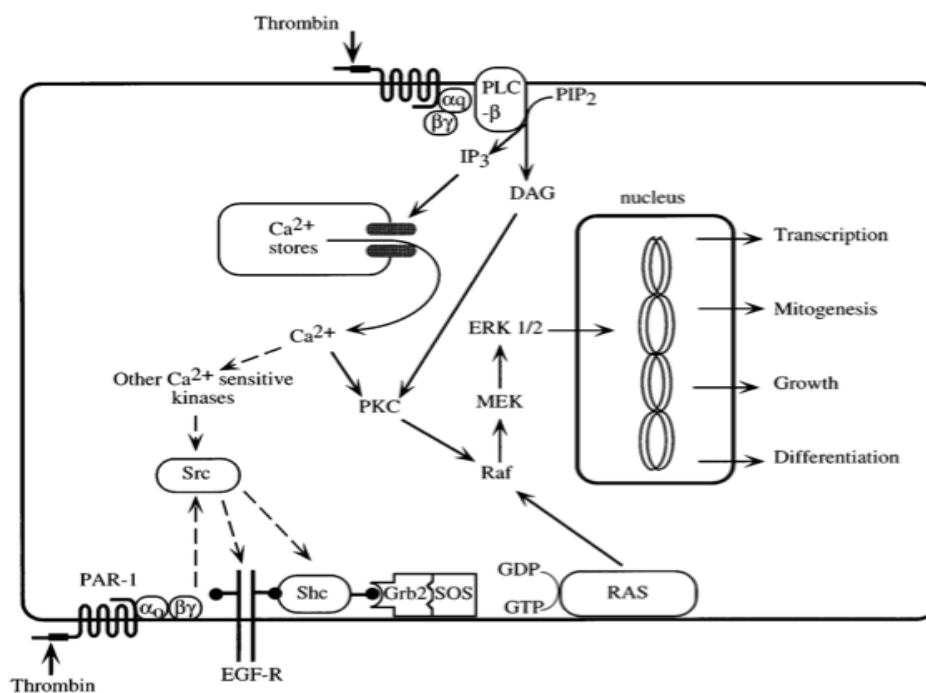 Thrombin
αq
βγ
PLC
-β
PIP2
IP3
DAG
nucleus
Ca2+
stores
Transcription
Mitogenesis
ERK 1/2
Ca2+
Other Ca2+ sensitive
kinases
PKC
MEK
Growth
Raf
Differentiation
Src
PAR-1
αo
βγ
Shc
Grb2
SOS
GDP
GTP
RAS
EGF-R
Thrombin